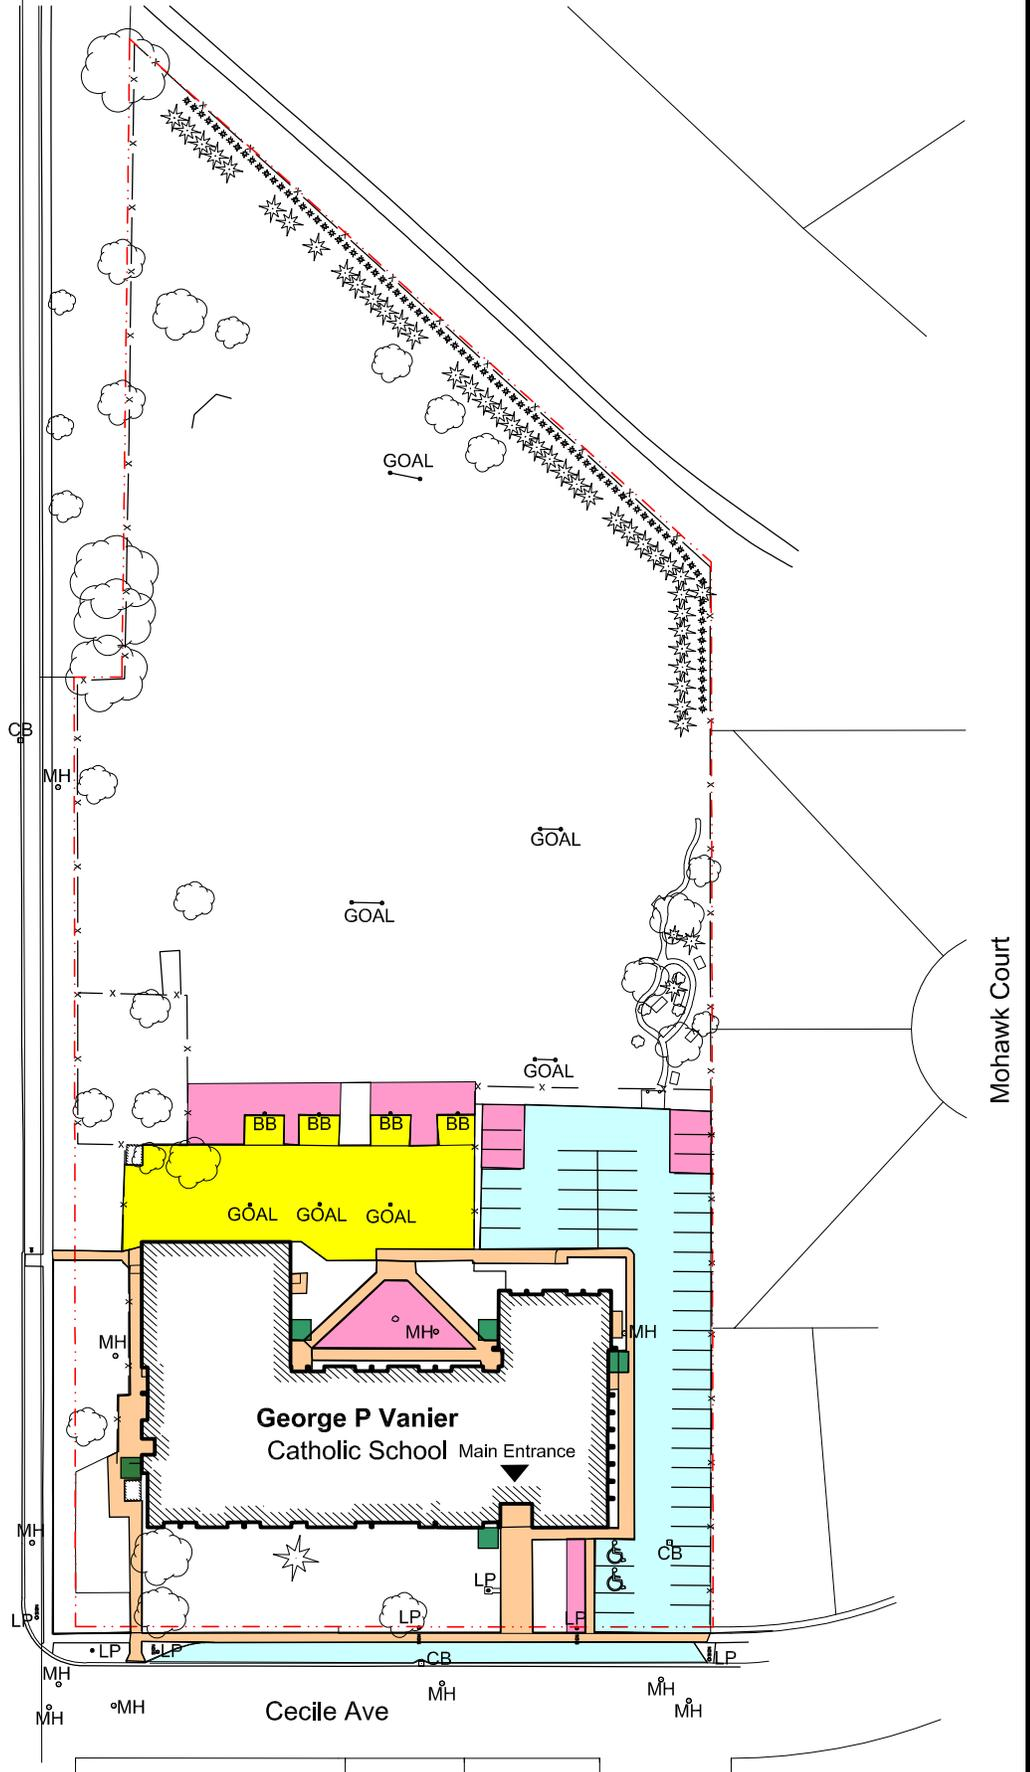 GOAL
CB
MH
GOAL
GOAL
Mohawk Court
GOAL
BB
BB
BB
BB
GOAL
GOAL
GOAL
MH
MH
MH
George P Vanier
Catholic School
Main Entrance
MH
CB
LP
LP
LP
LP
LP
LP
CB
LP
MH
MH
MH
MH
MH
MH
Cecile Ave